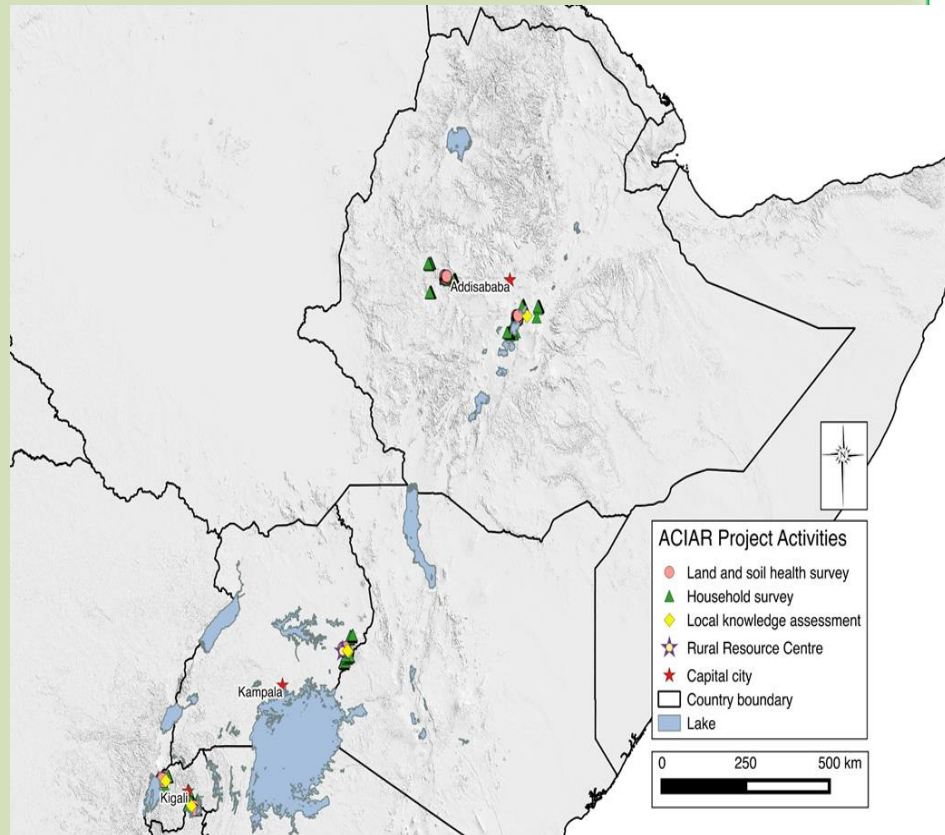 Addisababa
N
ACIAR Project Activities
Land and soil health survey
Household survey
Local knowledge assessment
Rural Resource Centre
Kampala
Capital city
Country boundary
Lake
0 250 500 km
Kigali